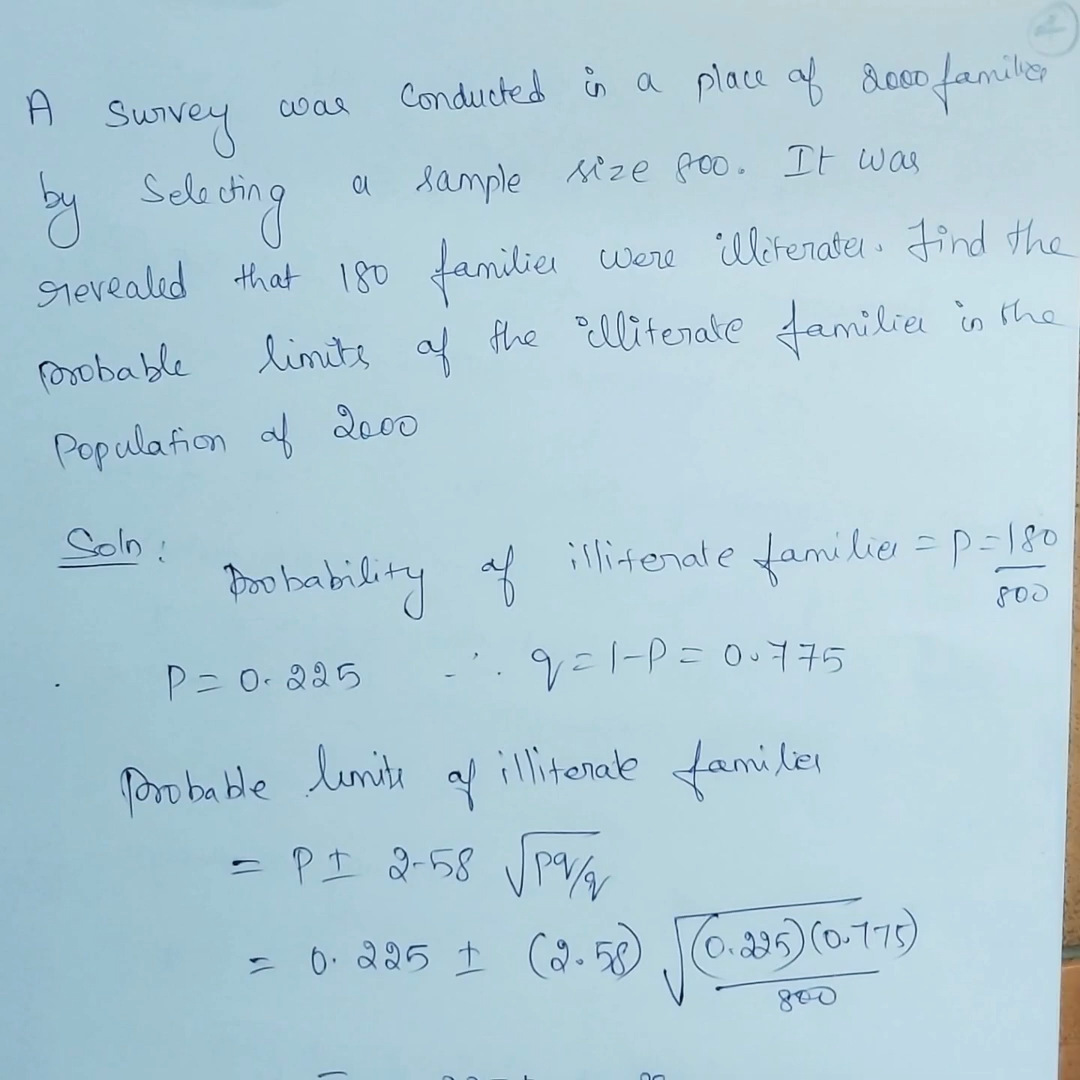 A survey was conducted in a place of 2000 families
by Selecting a sample size 800. It was
revealed that 180 families were illiterates. Find the
probable limits of the illiterate families in the
Population of 2000
Soln: Probability of illiterate families = P = 180/800
P = 0.225 ∴ q = 1-P = 0.775
Probable limits of illiterate families
= P ± 2.58 √pq/q
= 0.225 ± (2.58) √(0.225)(0.775)/800